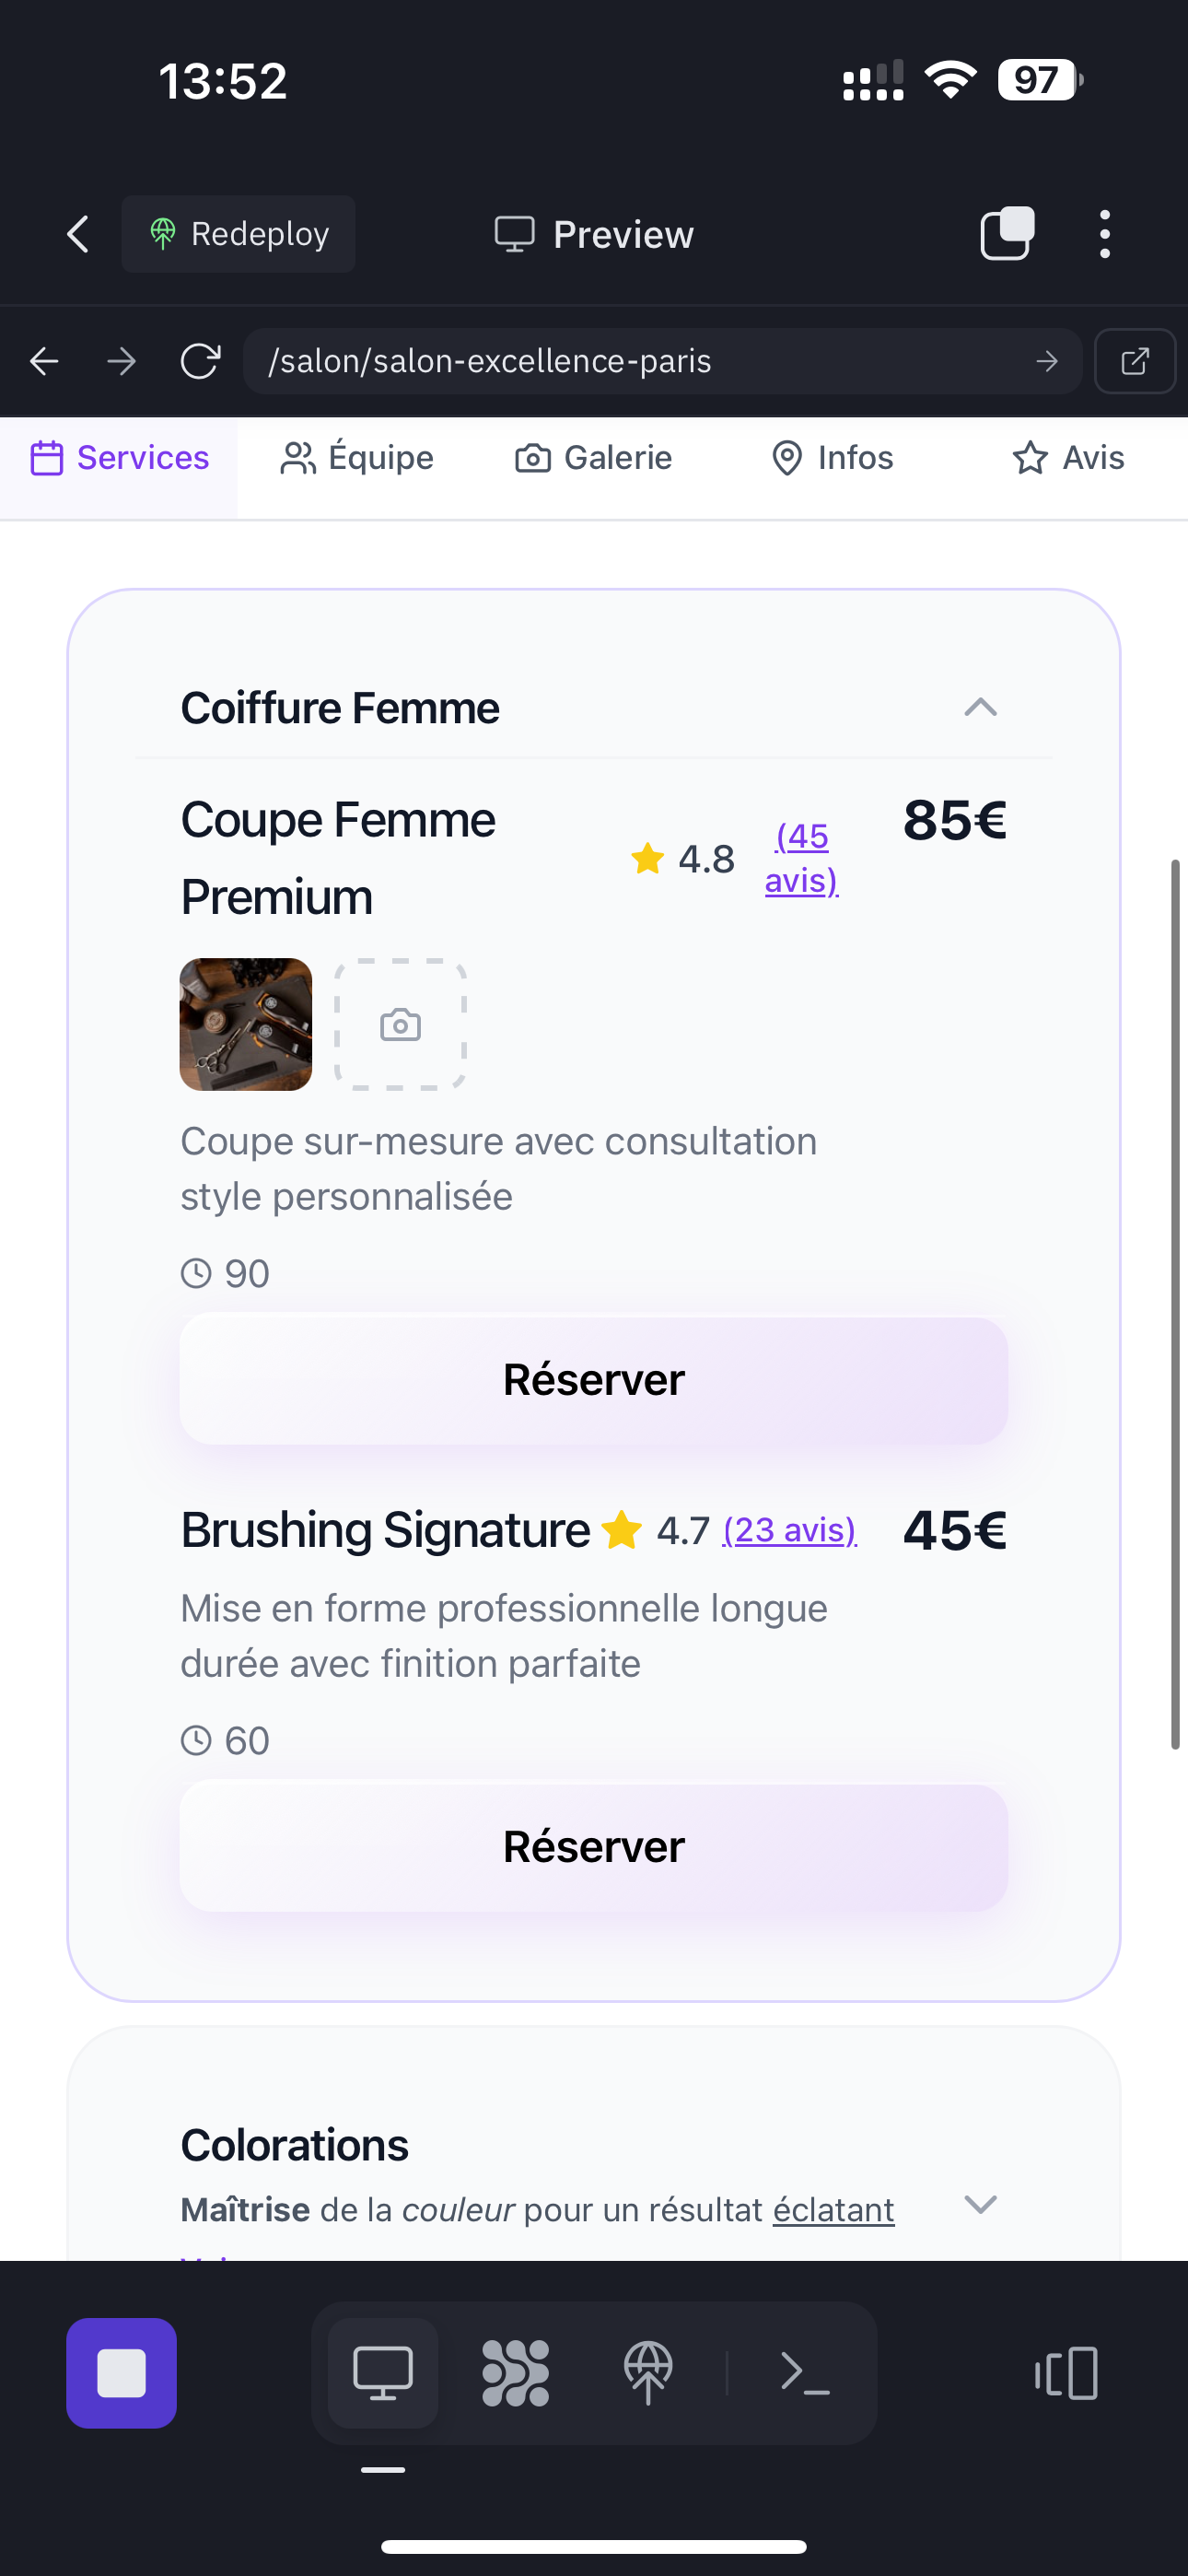 13:52
97
Redeploy
Preview
/salon/salon-excellence-paris
Services
Équipe
Galerie
Infos
Avis
Coiffure Femme
Coupe Femme
Premium
4.8
(45
avis)
85€
Coupe sur-mesure avec consultation
style personnalisée
90
Réserver
Brushing Signature
4.7
(23 avis)
45€
Mise en forme professionnelle longue
durée avec finition parfaite
60
Réserver
Colorations
Maîtrise de la couleur pour un résultat éclatant